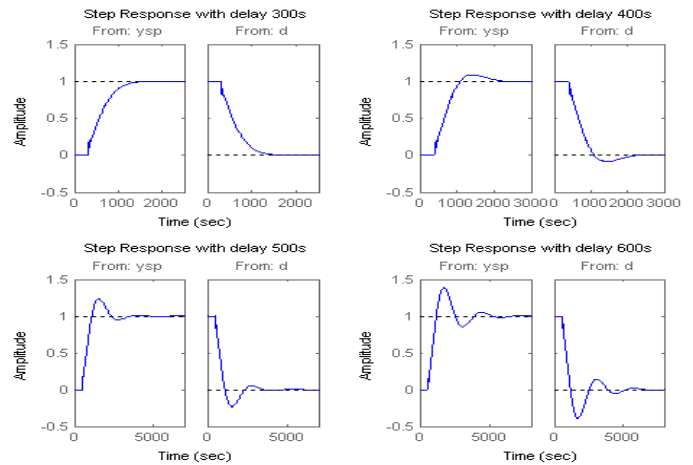 Step Response with delay 300s
From: ysp
From: d
Amplitude
1.5
1
0.5
0
-0.5
0
1000
2000
0
1000
2000
Time (sec)
Step Response with delay 400s
From: ysp
From: d
Amplitude
1.5
1
0.5
0
-0.5
0
1000
2000
3000
0
1000
2000
3000
Time (sec)
Step Response with delay 500s
From: ysp
From: d
Amplitude
1.5
1
0.5
0
-0.5
0
5000
0
5000
Time (sec)
Step Response with delay 600s
From: ysp
From: d
Amplitude
1.5
1
0.5
0
-0.5
0
5000
0
5000
Time (sec)